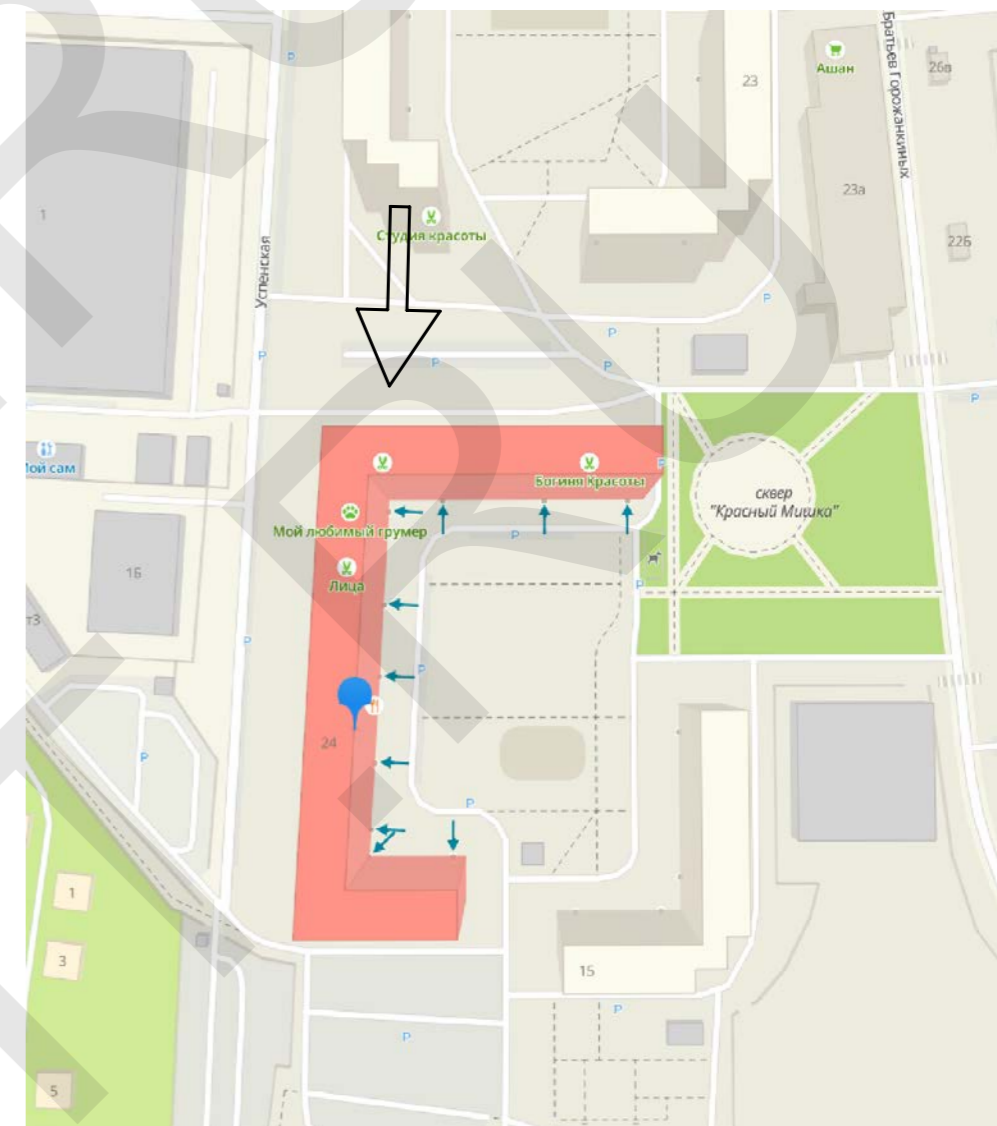 Братьев Горожанкиных
Ашан
26в
23
23а
1
Студия красоты
22Б
Успенская
P
P
P
P
P
P
P
P
Мой сам
Богиня Красоты
сквер
"Красный Мишка"
Мой любимый грумер
Лица
1Б
P
P
P
P
24
P
P
1
3
15
P
P
5